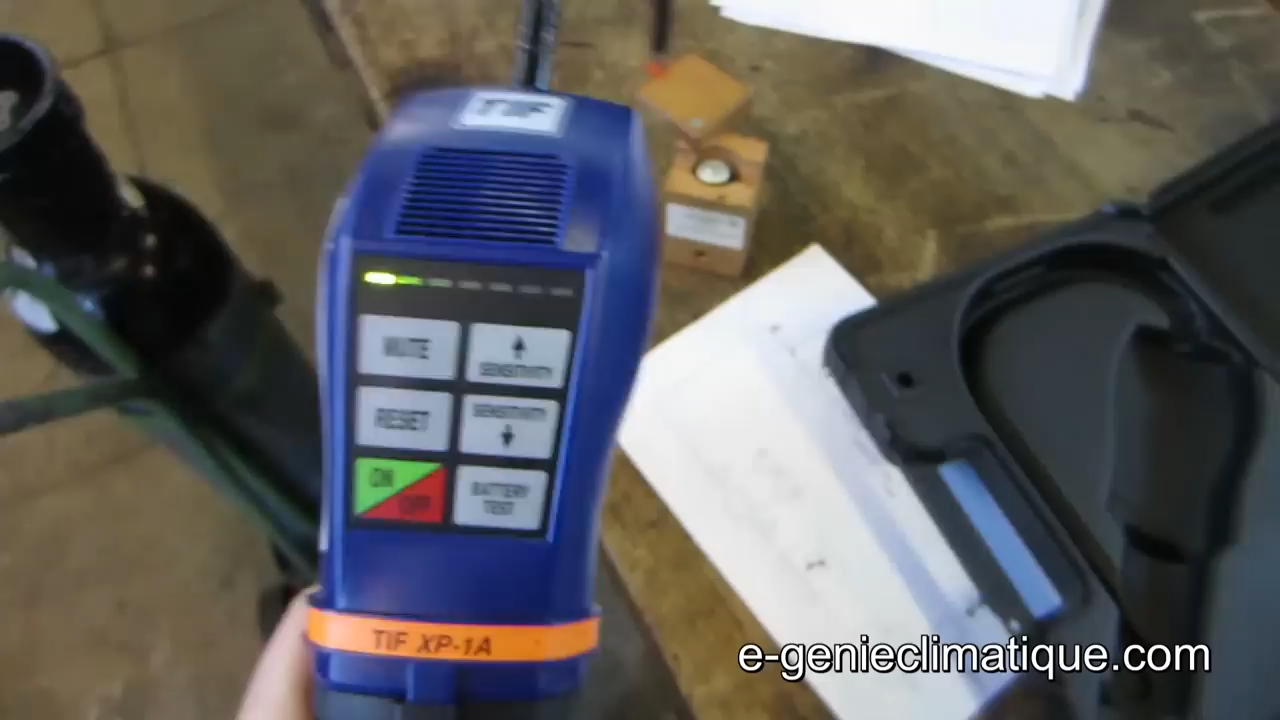 TIF
MUTE
SENSITIVITY
RESET
SENSITIVITY
ON
OFF
BATTERY
TEST
TIF XP-1A
e-genieclimatique.com